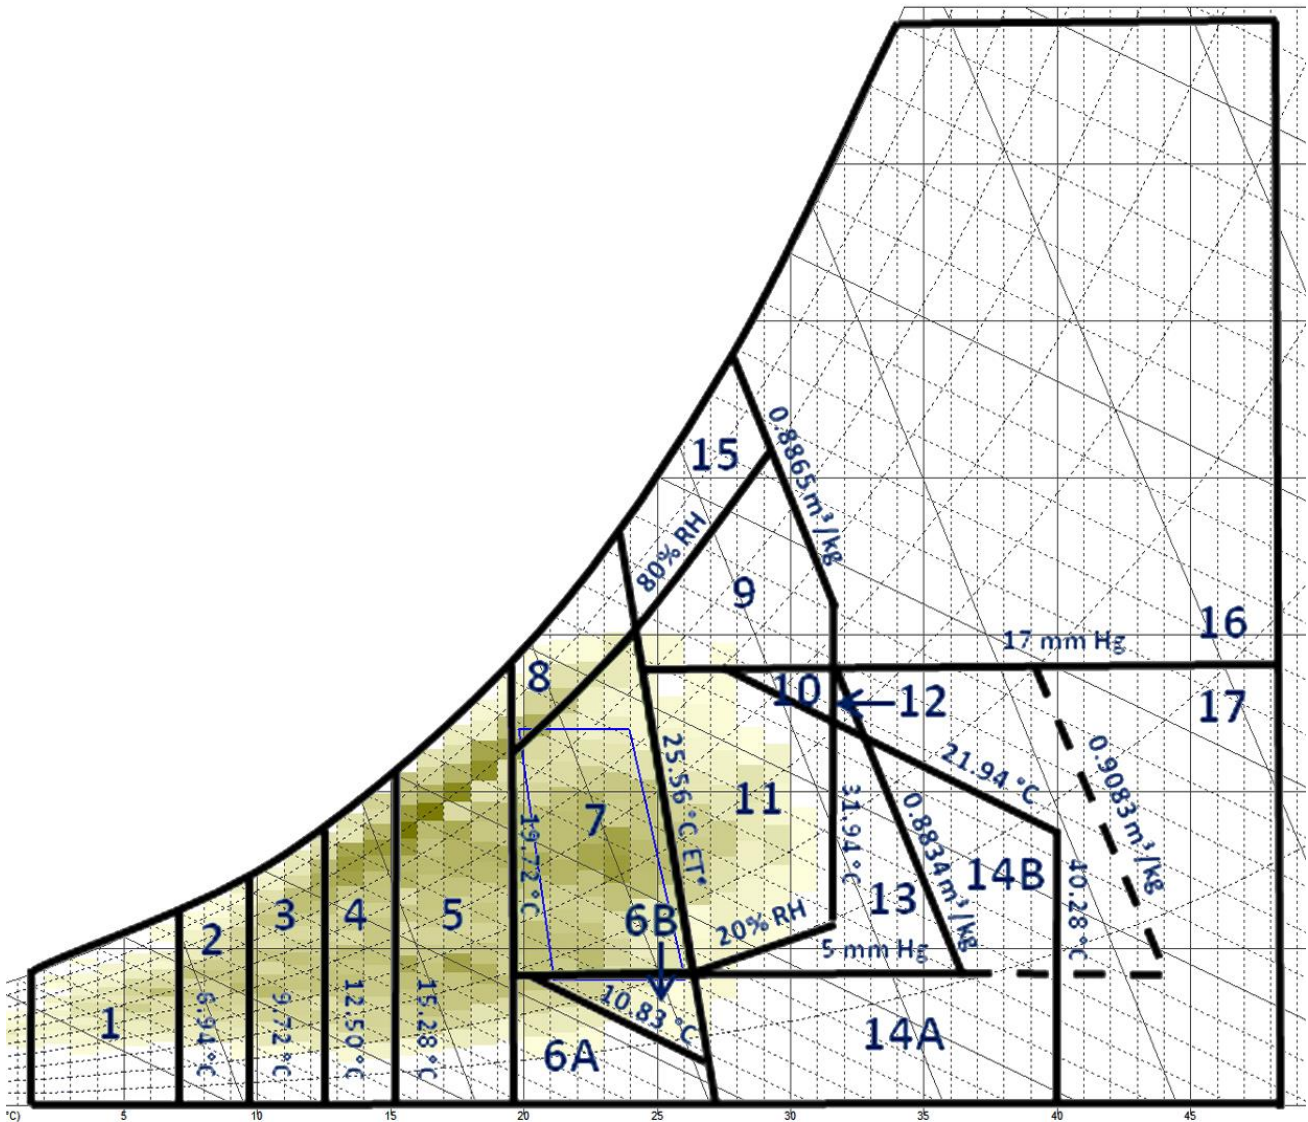 15
0.8865 m³/kg
80% RH
9
16
17 mm Hg
8
10
12
17
25.56 °C ET*
21.94 °C
0.9083 m³/kg
7
11
19.72 °C
31.94 °C
0.8834 m³/kg
14B
40.28 °C
13
6B
20% RH
5 mm Hg
2
3
4
5
1
6.94 °C
9.72 °C
12.50 °C
15.28 °C
10.83 °C
6A
14A
°C)
5
10
15
20
25
30
35
40
45